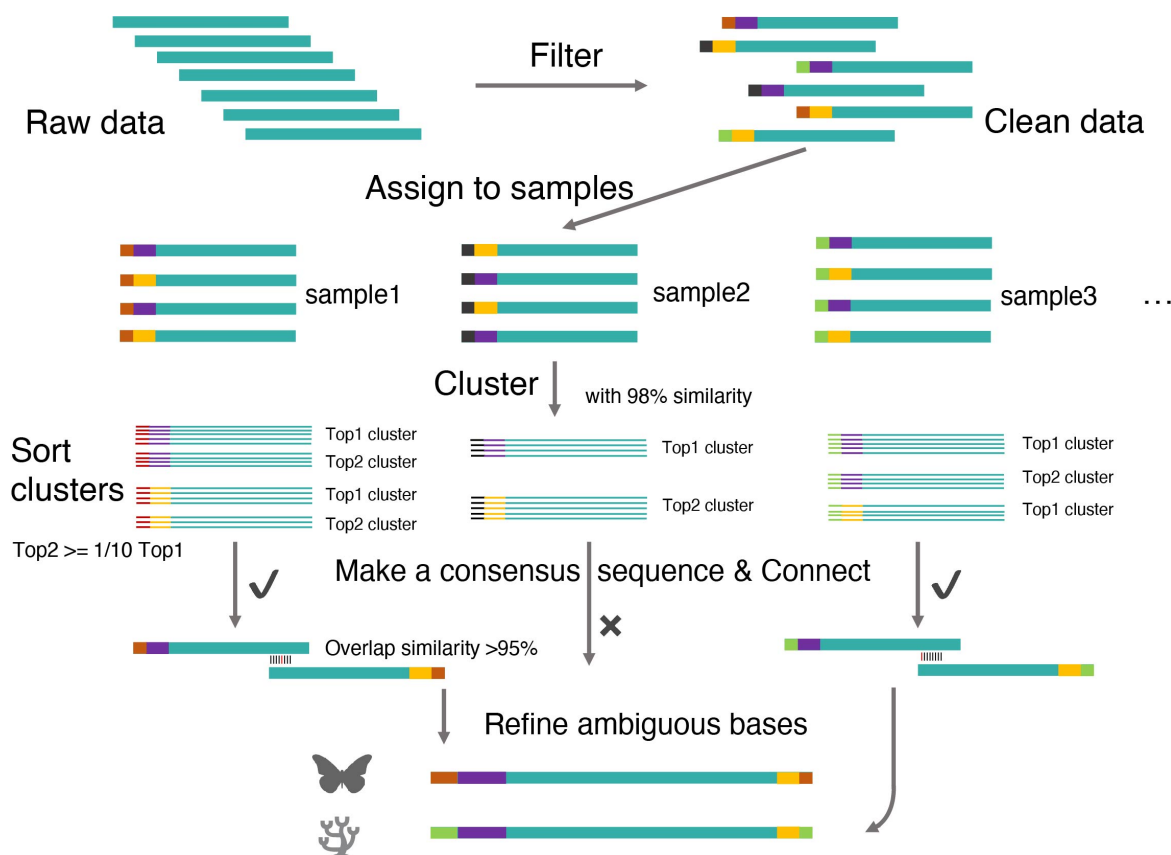 Filter
Raw data
Clean data
Assign to samples
sample1
sample2
sample3
...
Cluster
with 98% similarity
Sort
clusters
Top1 cluster
Top2 cluster
Top1 cluster
Top2 cluster
Top1 cluster
Top2 cluster
Top1 cluster
Top2 cluster
Top1 cluster
Top2 >= 1/10 Top1
Make a consensus sequence & Connect
Overlap similarity >95%
Refine ambiguous bases